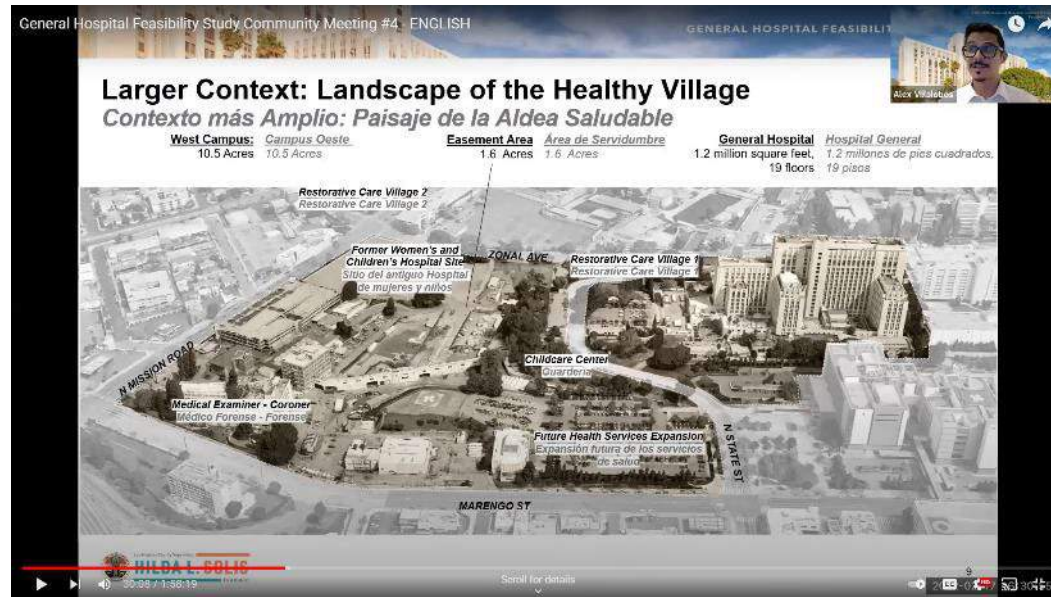 General Hospital Feasibility Study Community Meeting #4 - ENGLISH
GENERAL HOSPITAL FEASIBILI
Alex Villalobos
Larger Context: Landscape of the Healthy Village
Contexto más Amplio: Paisaje de la Aldea Saludable
West Campus: Campus Oeste
10.5 Acres 10.5 Acres
Easement Area Área de Servidumbre
1.6 Acres 1.6 Acres
General Hospital Hospital General
1.2 million square feet, 1.2 millones de pies cuadrados,
19 floors 19 pisos
Restorative Care Village 2
Restorative Care Village 2
Former Women's and
Children's Hospital Site
Sitio del antiguo Hospital
de mujeres y niños
ZONAL AVE
Restorative Care Village 1
Restorative Care Village 1
N MISSION ROAD
Childcare Center
Guardería
Medical Examiner - Coroner
Médico Forense - Forense
Future Health Services Expansion
Expansión futura de los servicios
de salud
N STATE ST
MARENGO ST
HILDA L. SOLIS
30:08 / 1:58:19
Scroll for details
9